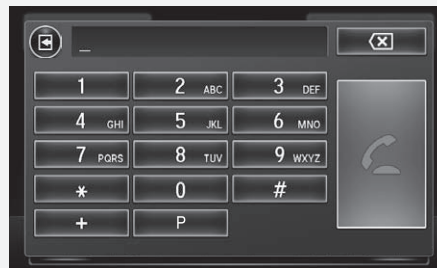 _
1 2 ABC 3 DEF
4 GHI 5 JKL 6 MNO
7 PQRS 8 TUV 9 WXYZ
* 0 #
+ P